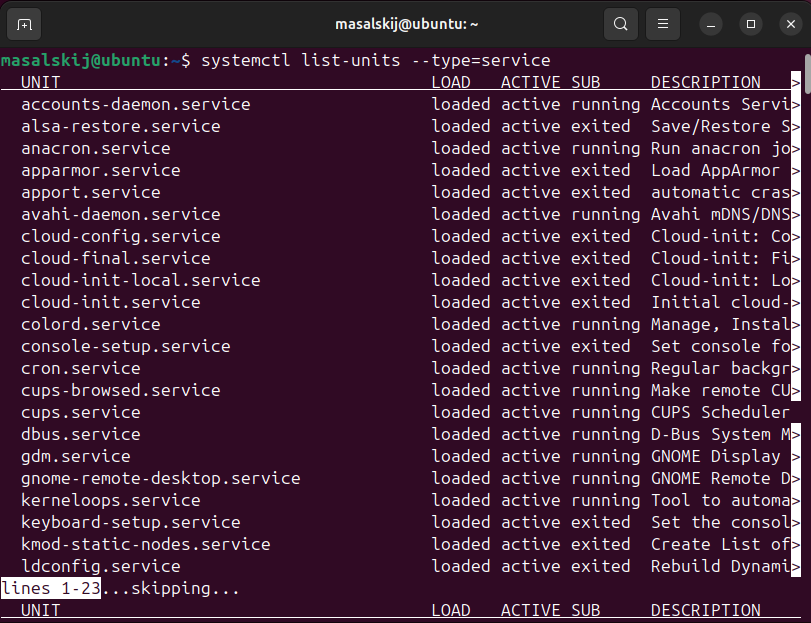 masalskij@ubuntu: ~
masalskij@ubuntu:~$ systemctl list-units --type=service
  UNIT                                     LOAD   ACTIVE SUB     DESCRIPTION   >
  accounts-daemon.service                  loaded active running Accounts Servi>
  alsa-restore.service                     loaded active exited  Save/Restore S>
  anacron.service                          loaded active running Run anacron jo>
  apparmor.service                         loaded active exited  Load AppArmor >
  apport.service                           loaded active exited  automatic cras>
  avahi-daemon.service                     loaded active running Avahi mDNS/DNS>
  cloud-config.service                     loaded active exited  Cloud-init: Co>
  cloud-final.service                      loaded active exited  Cloud-init: Fi>
  cloud-init-local.service                 loaded active exited  Cloud-init: Lo>
  cloud-init.service                       loaded active exited  Initial cloud->
  colord.service                           loaded active running Manage, Instal>
  console-setup.service                    loaded active exited  Set console fo>
  cron.service                             loaded active running Regular backgr>
  cups-browsed.service                     loaded active running Make remote CU>
  cups.service                             loaded active running CUPS Scheduler
  dbus.service                             loaded active running D-Bus System M>
  gdm.service                              loaded active running GNOME Display >
  gnome-remote-desktop.service             loaded active running GNOME Remote D>
  kerneloops.service                       loaded active running Tool to automa>
  keyboard-setup.service                   loaded active exited  Set the consol>
  kmod-static-nodes.service                loaded active exited  Create List of>
  ldconfig.service                         loaded active exited  Rebuild Dynami>
lines 1-23...skipping...
  UNIT                                     LOAD   ACTIVE SUB     DESCRIPTION